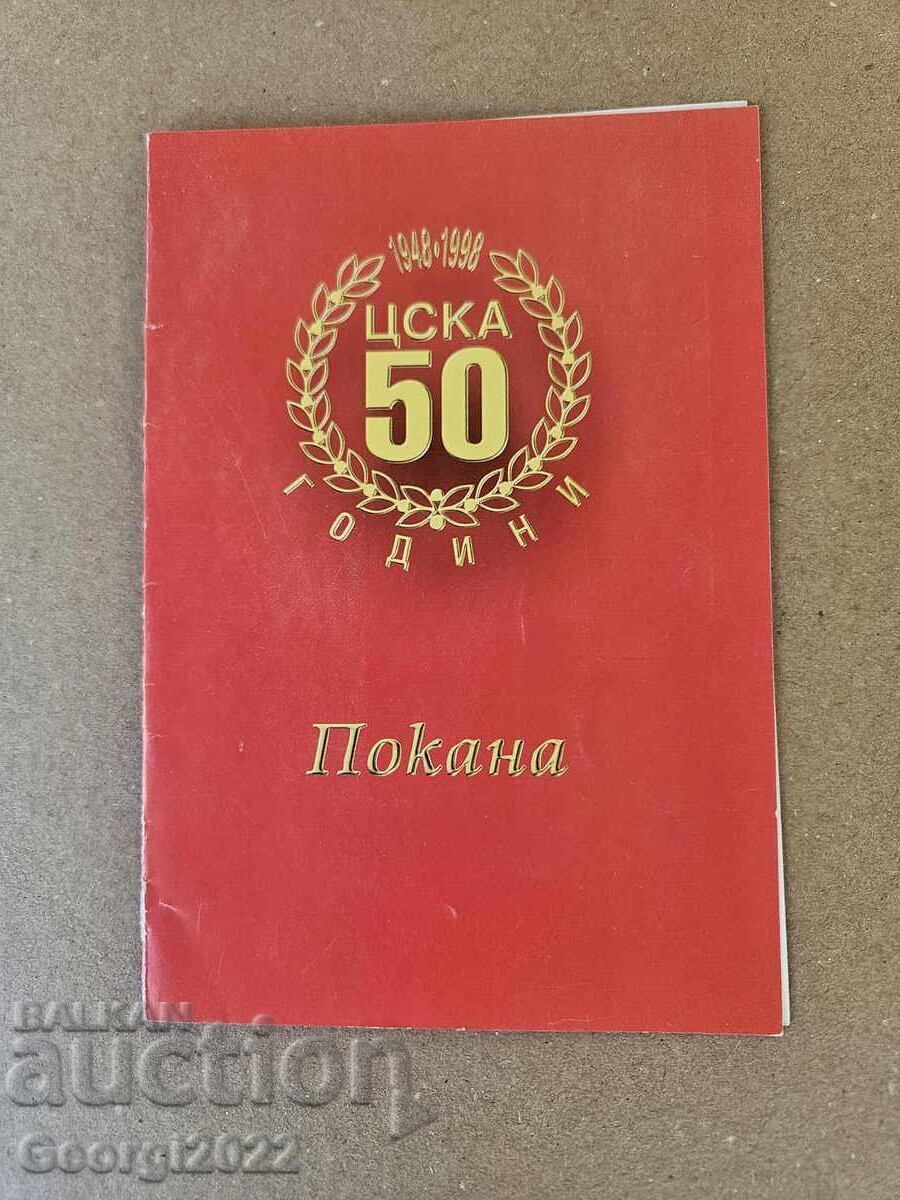 1948•1998
ЦСКА
50
ГОДИНИ
Покана
BALKAN
auction
Georgi2022